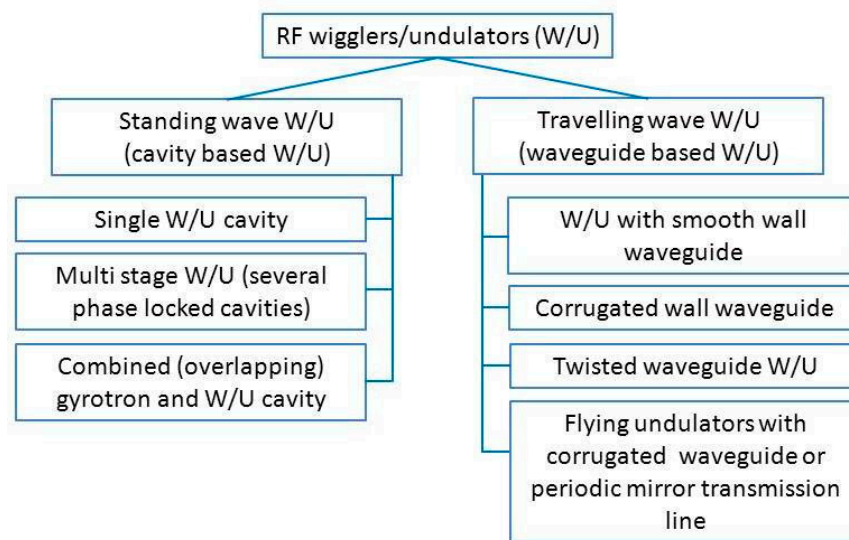 RF wigglers/undulators (W/U)
Standing wave W/U
(cavity based W/U)
Single W/U cavity
Multi stage W/U (several
phase locked cavities)
Combined (overlapping)
gyrotron and W/U cavity
Travelling wave W/U
(waveguide based W/U)
W/U with smooth wall
waveguide
Corrugated wall waveguide
Twisted waveguide W/U
Flying undulators with
corrugated waveguide or
periodic mirror transmission
line